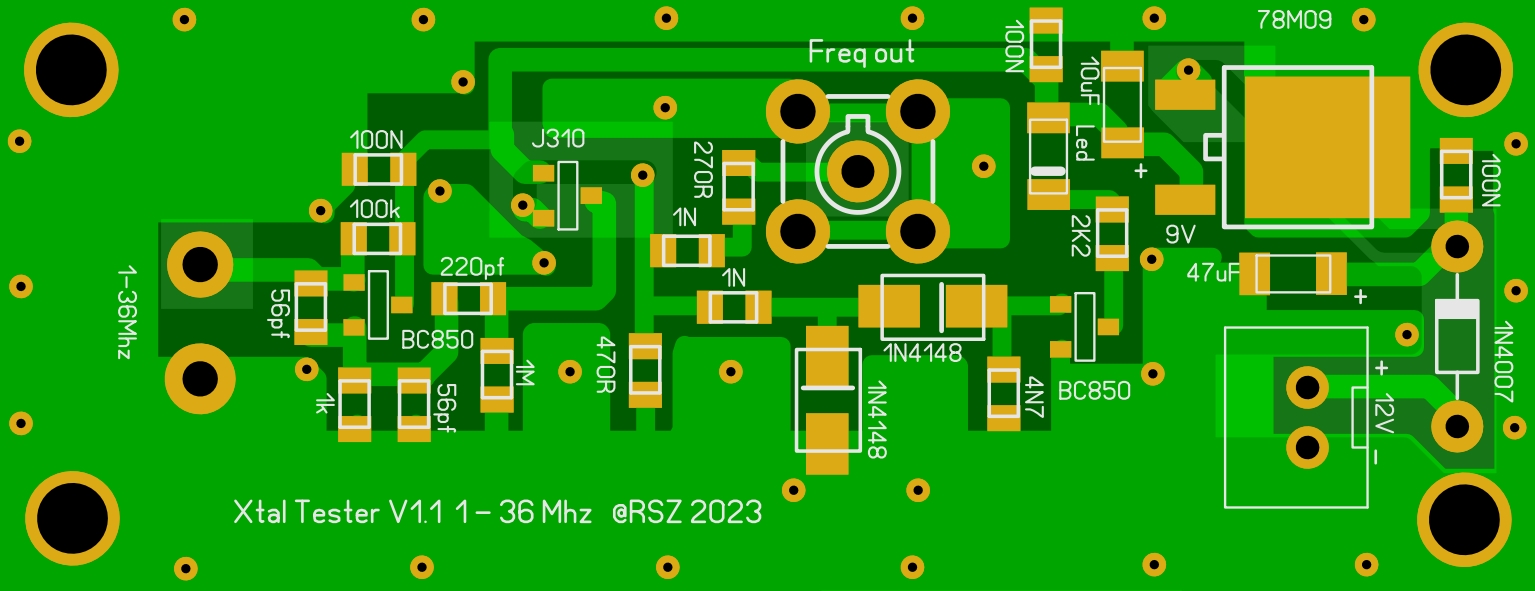 78M09
100N
Freq out
10uF
Led
+
J310
100N
270R
100N
100k
1N
2K2
9V
1-36Mhz
220pf
1N
47uF
+
56pf
BC850
1N4148
1N4007
1M
470R
+
12V
-
1k
56pf
1N4148
4N7
BC850
Xtal Tester V1.1 1-36 Mhz @RSZ 2023